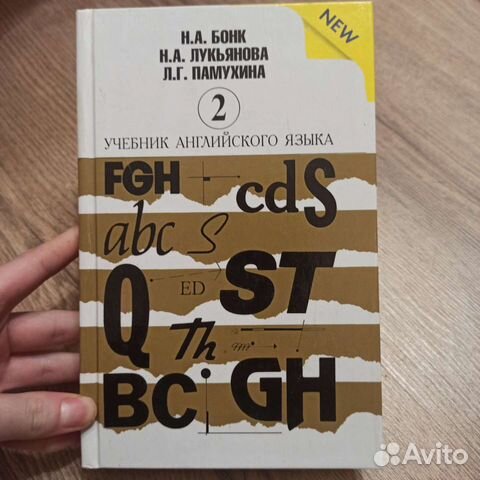 NEW
Н.А. БОНК
Н.А. ЛУКЬЯНОВА
Л.Г. ПАМУХИНА
2
УЧЕБНИК АНГЛИЙСКОГО ЯЗЫКА
FGH cdS
abc S
Q ED ST
Th m
BC GH
Avito